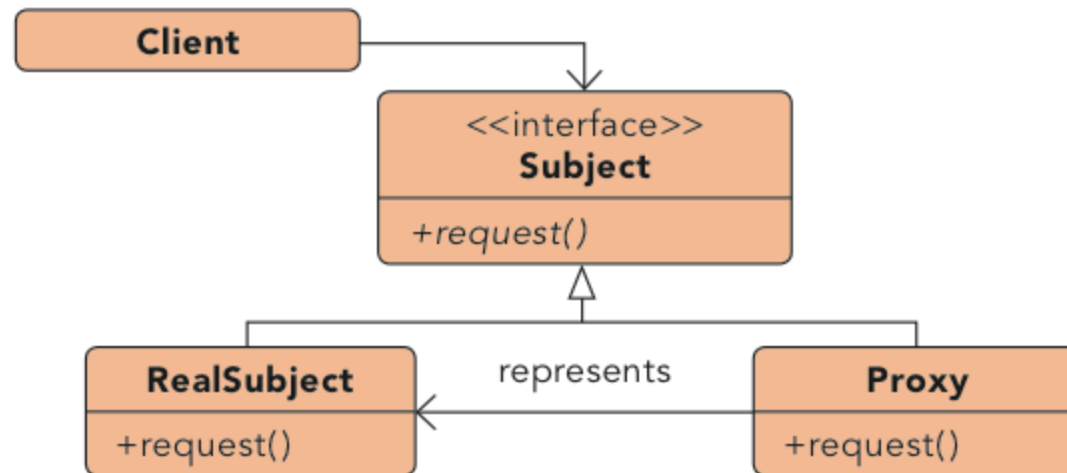 Client
<<interface>>
Subject
+request()
RealSubject
represents
Proxy
+request()
+request()